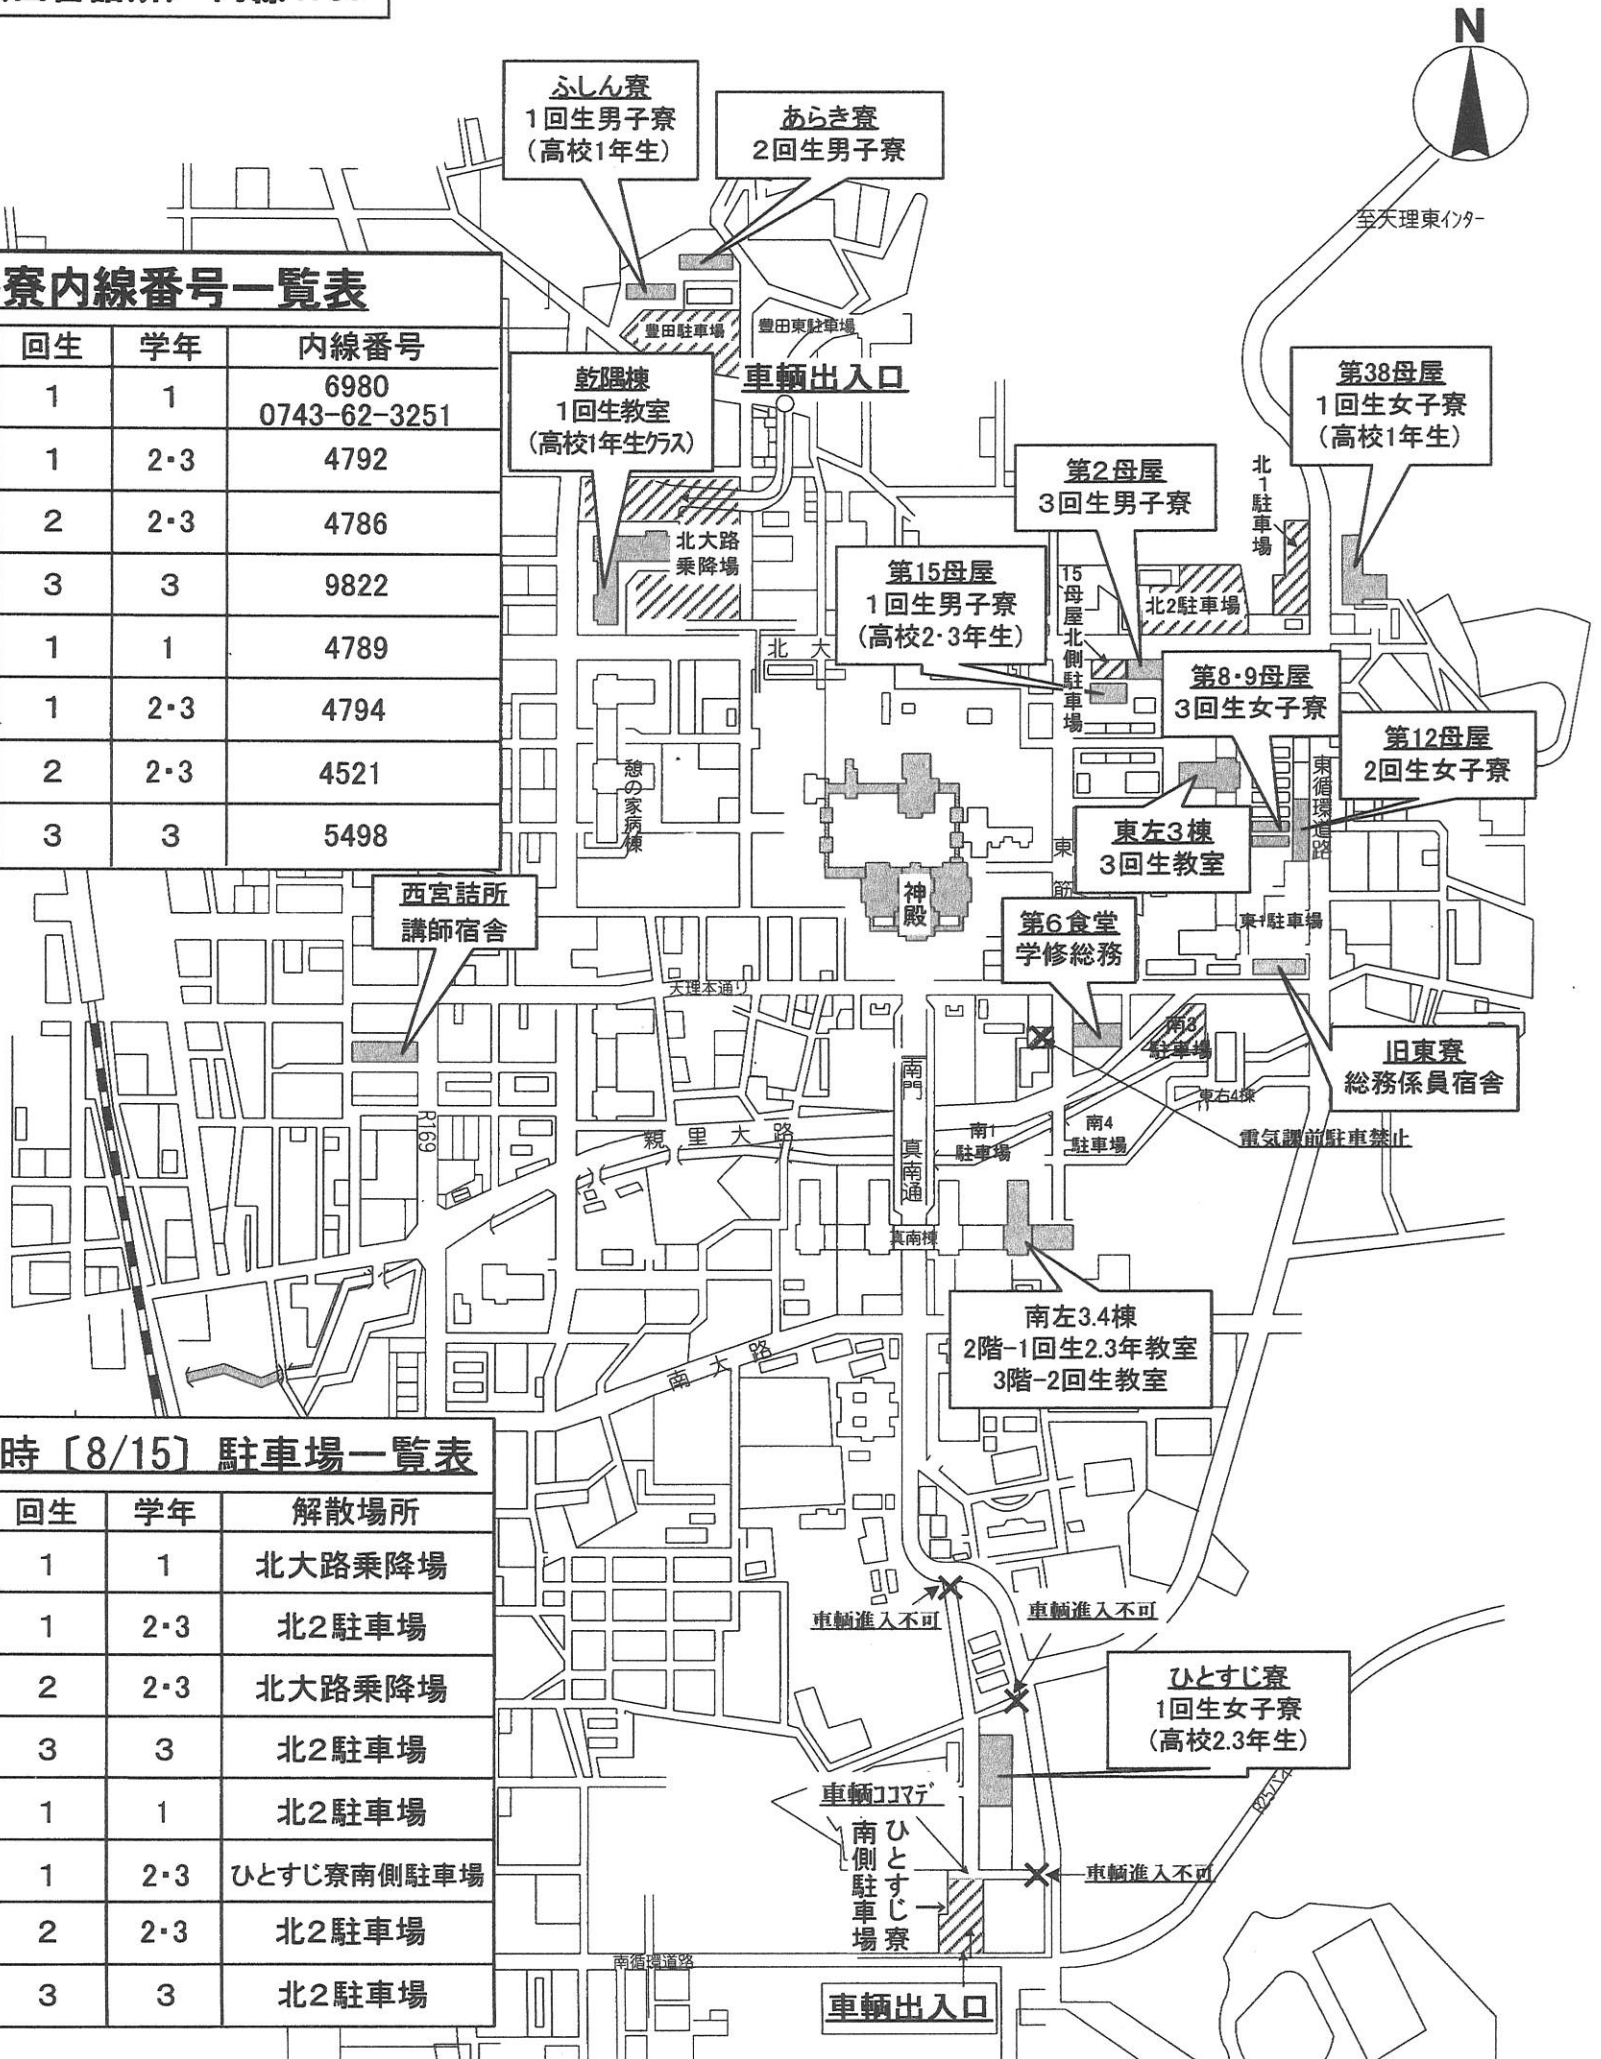 N
ふしん寮
1回生男子寮
(高校1年生)
あらき寮
2回生男子寮
至天理東インター
寮内線番号一覧表
回生 学年 内線番号
1 1 6980
0743-62-3251
1 2・3 4792
2 2・3 4786
3 3 9822
1 1 4789
1 2・3 4794
2 2・3 4521
3 3 5498
豊田駐車場
豊田東駐車場
車輌出入口
乾隅棟
1回生教室
(高校1年生クラス)
北大路
乗降場
第38母屋
1回生女子寮
(高校1年生)
北1駐車場
第2母屋
3回生男子寮
第15母屋
1回生男子寮
(高校2・3年生)
15母屋北側駐車場
北2駐車場
北大
第8・9母屋
3回生女子寮
第12母屋
2回生女子寮
東循環道路
憩の家病棟
東左3棟
3回生教室
東筋
神殿
西宮詰所
講師宿舎
第6食堂
学修総務
東1駐車場
天理本通り
南3
駐車場
旧東寮
総務係員宿舎
東右4棟
南門
真南通
R169
親里大路
南1
駐車場
南4
駐車場
電気課前駐車禁止
真南棟
南左3.4棟
2階-1回生2.3年教室
3階-2回生教室
南大路
時〔8/15〕駐車場一覧表
回生 学年 解散場所
1 1 北大路乗降場
1 2・3 北2駐車場
2 2・3 北大路乗降場
3 3 北2駐車場
1 1 北2駐車場
1 2・3 ひとすじ寮南側駐車場
2 2・3 北2駐車場
3 3 北2駐車場
車輌進入不可
車輌進入不可
ひとすじ寮
1回生女子寮
(高校2.3年生)
車輌ココマデ
ひとすじ寮
南側駐車場
車輌進入不可
南循環道路
車輌出入口